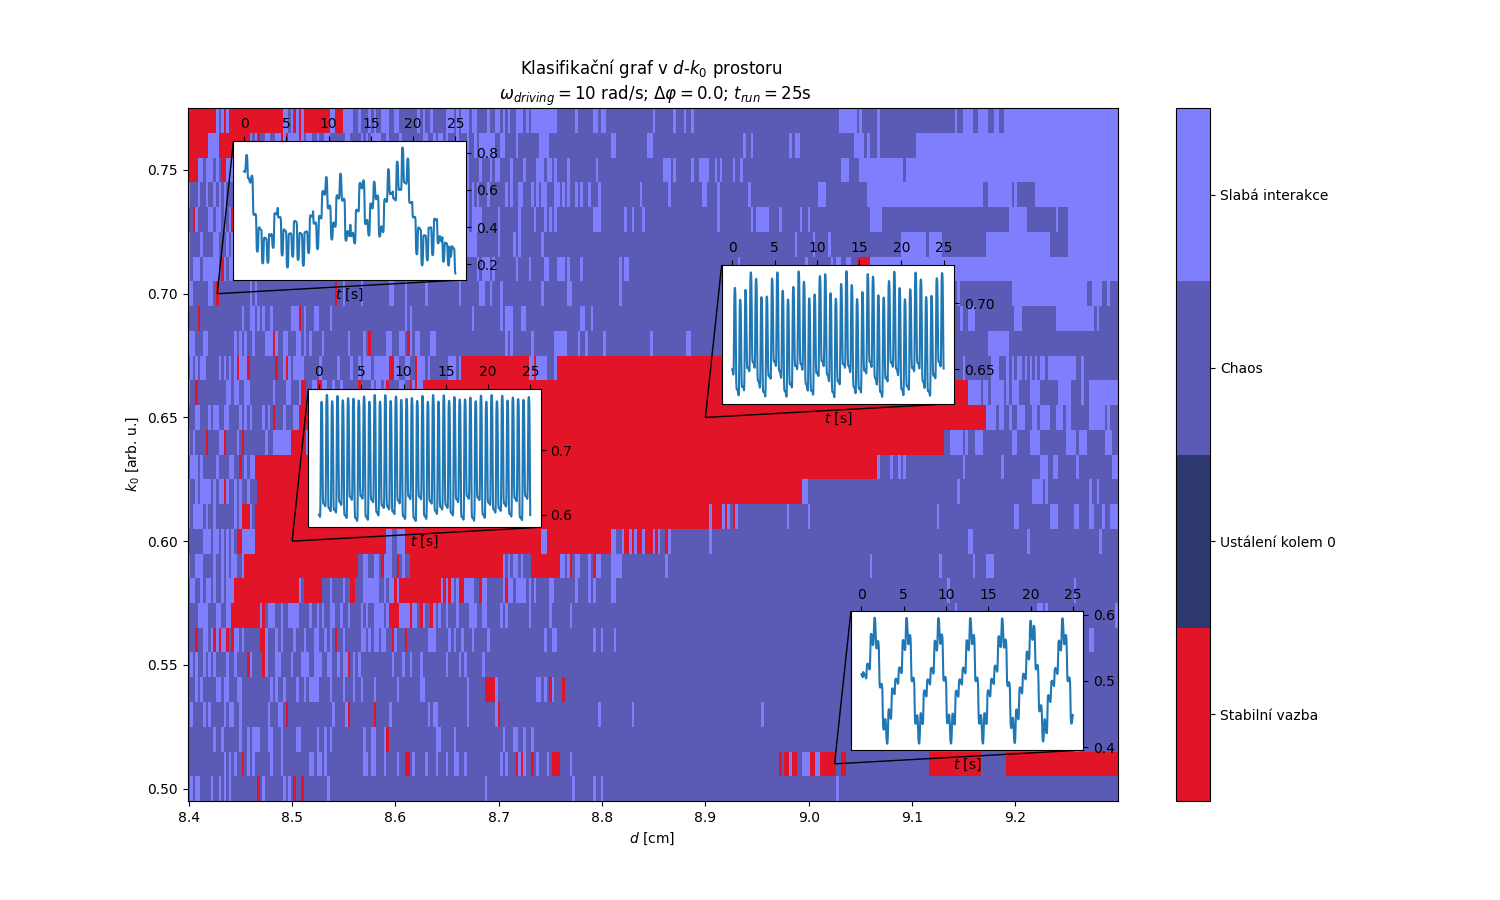 Klasifikační graf v d-k₀ prostoru
ω_driving = 10 rad/s; Δφ = 0.0; t_run = 25s
0 5 10 15 20 25
0.8
0.6
0.4
0.2
t [s]
0 5 10 15 20 25
0.70
0.65
t [s]
0 5 10 15 20 25
0.7
0.6
t [s]
0 5 10 15 20 25
0.6
0.5
0.4
t [s]
0.75
0.70
0.65
0.60
0.55
0.50
k₀ [arb. u.]
8.4 8.5 8.6 8.7 8.8 8.9 9.0 9.1 9.2
d [cm]
Slabá interakce
Chaos
Ustálení kolem 0
Stabilní vazba